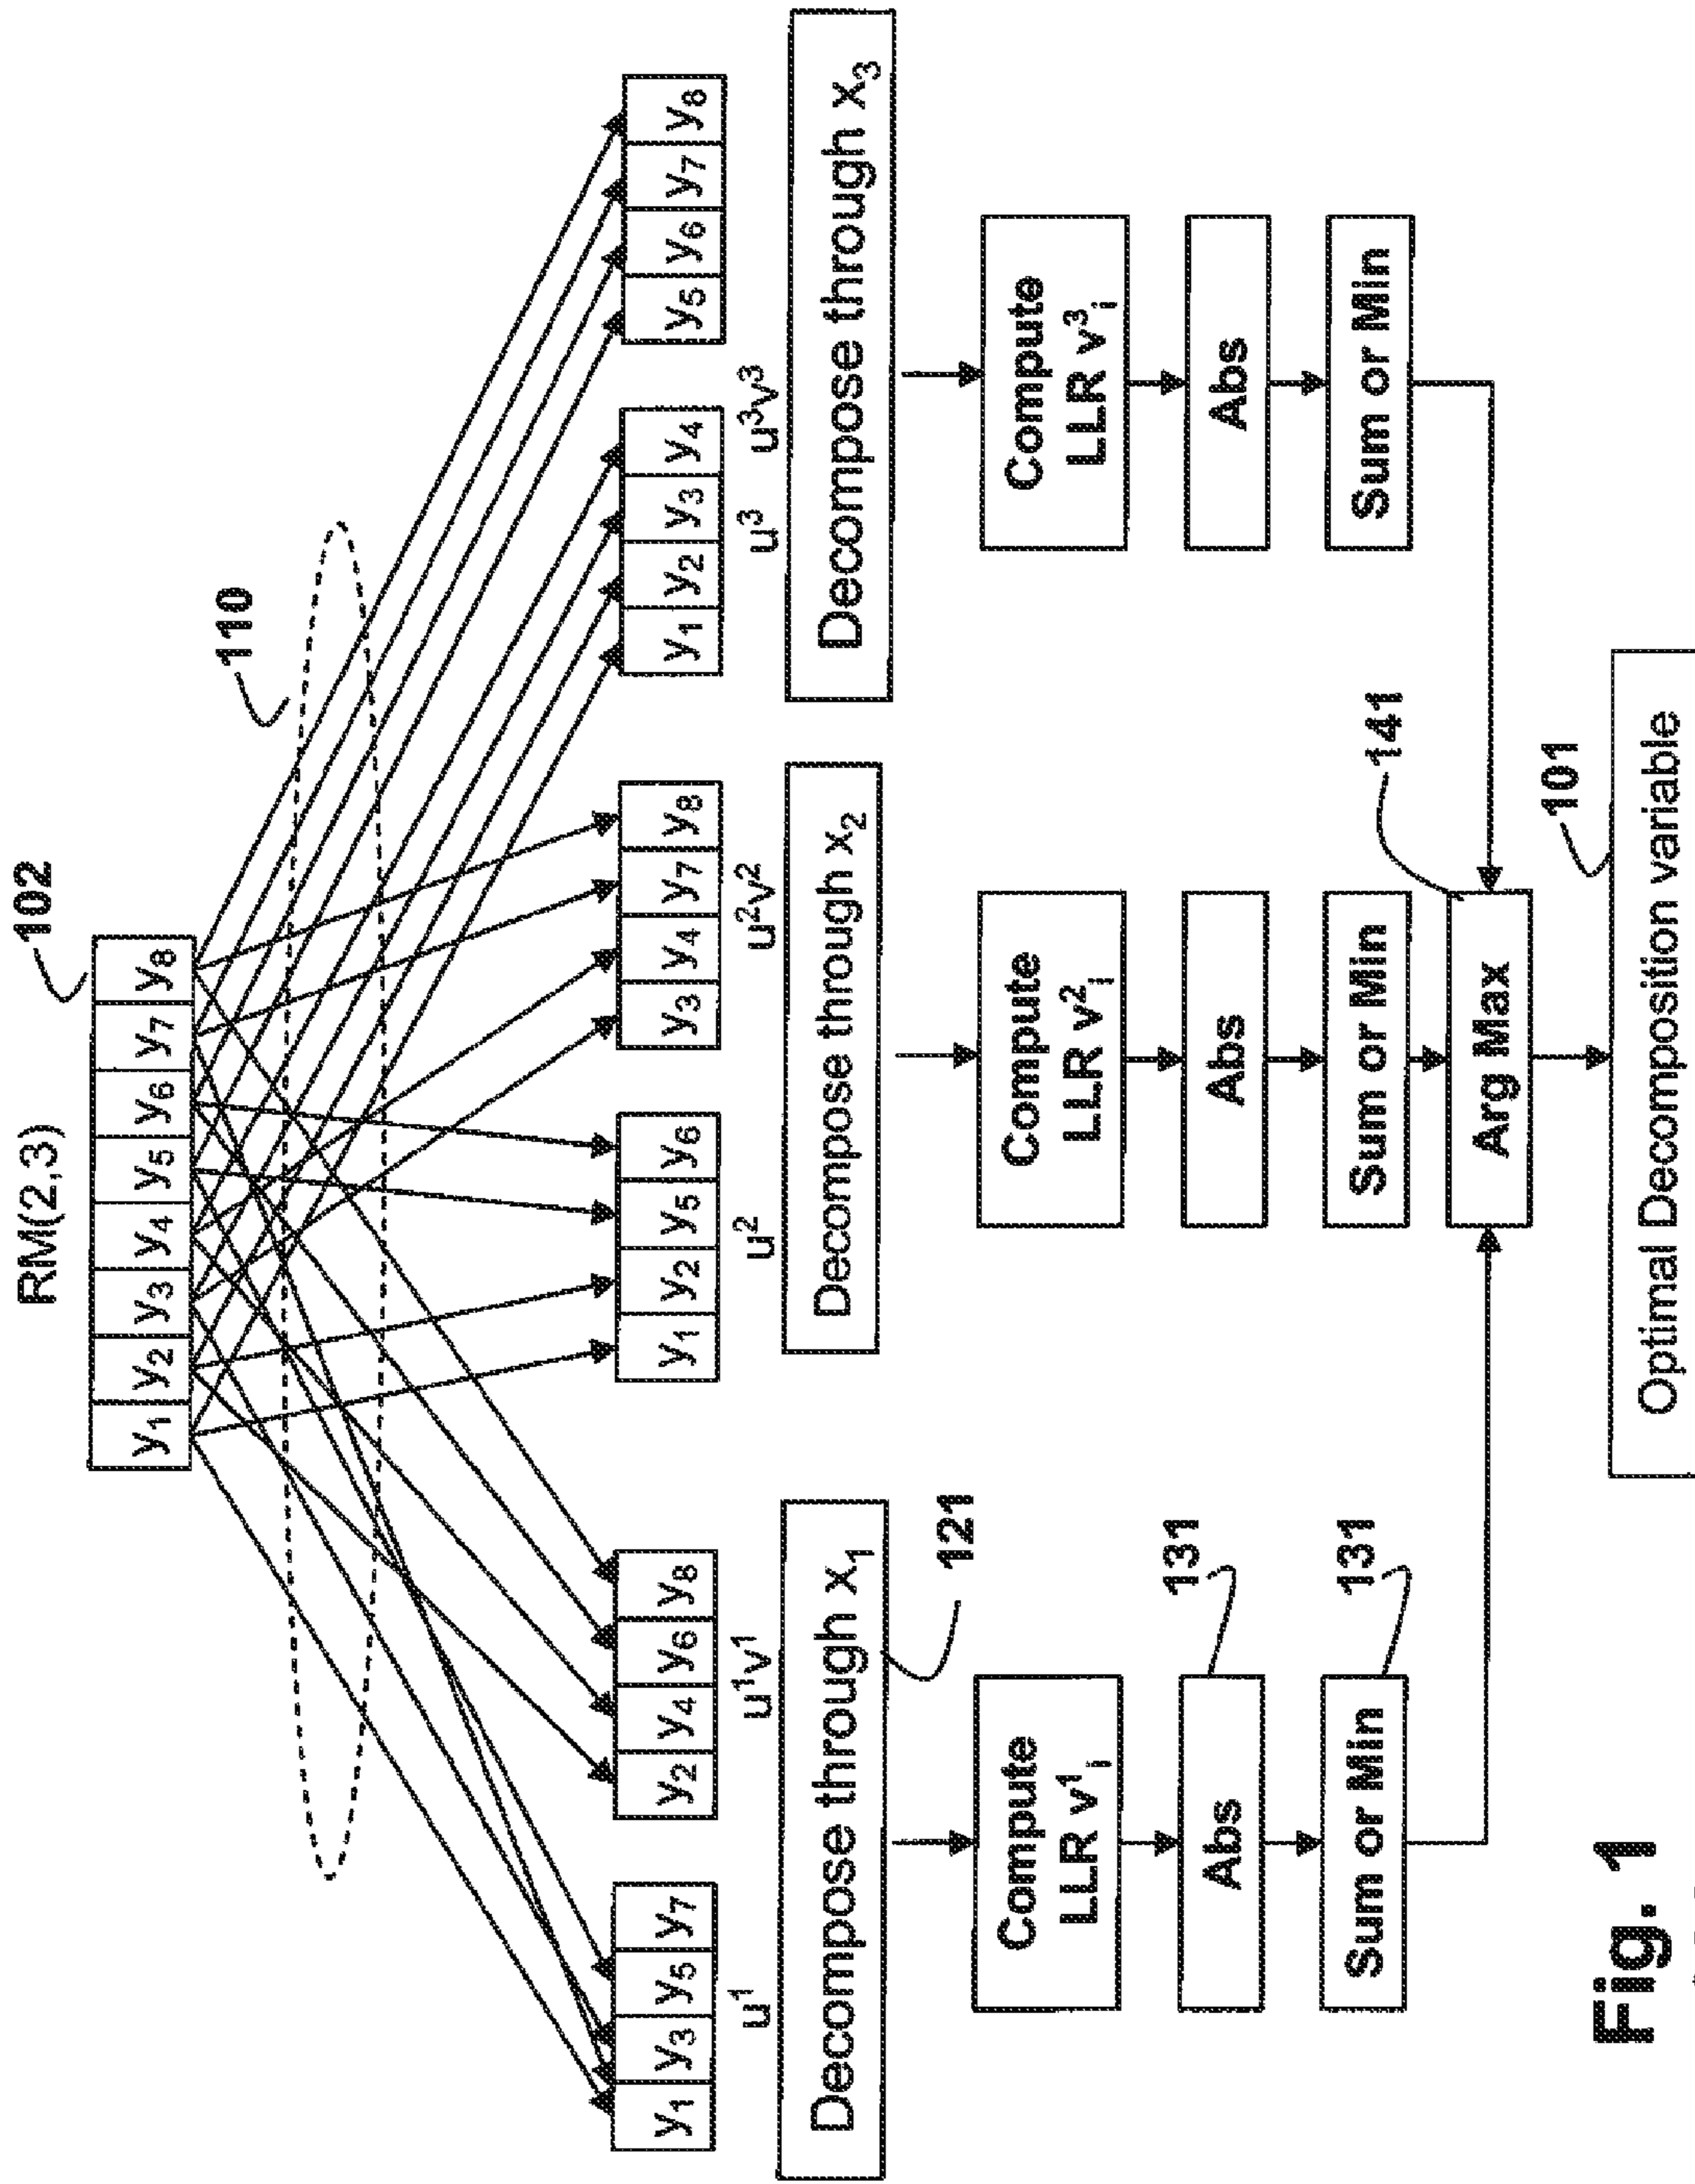 RM(2,3)
102
y1 y2 y3 y4 y5 y6 y7 y8
110
y1 y3 y5 y7
y2 y4 y6 y8
y1 y2 y5 y6
y3 y4 y7 y8
y1 y2 y3 y4
y5 y6 y7 y8
u¹
u¹v¹
u²
u²v²
u³
u³v³
Decompose through x₁
Decompose through x₂
Decompose through x₃
121
Compute
LLR v¹ᵢ
Compute
LLR v²ᵢ
Compute
LLR v³ᵢ
131
Abs
Abs
Abs
131
Sum or Min
Sum or Min
Sum or Min
141
Arg Max
101
Optimal Decomposition variable
Fig. 1